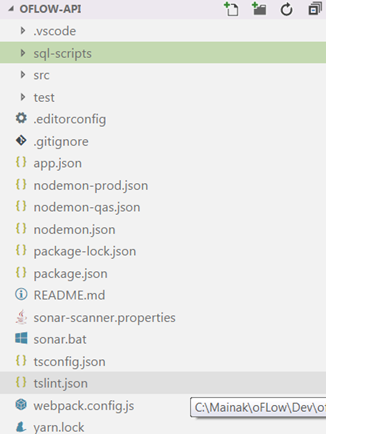 OFLOW-API
.vscode
sql-scripts
src
test
.editorconfig
.gitignore
app.json
nodemon-prod.json
nodemon-qas.json
nodemon.json
package-lock.json
package.json
README.md
sonar-scanner.properties
sonar.bat
tsconfig.json
tslint.json
webpack.config.js
C:\Mainak\oFLow\Dev\of
yarn.lock